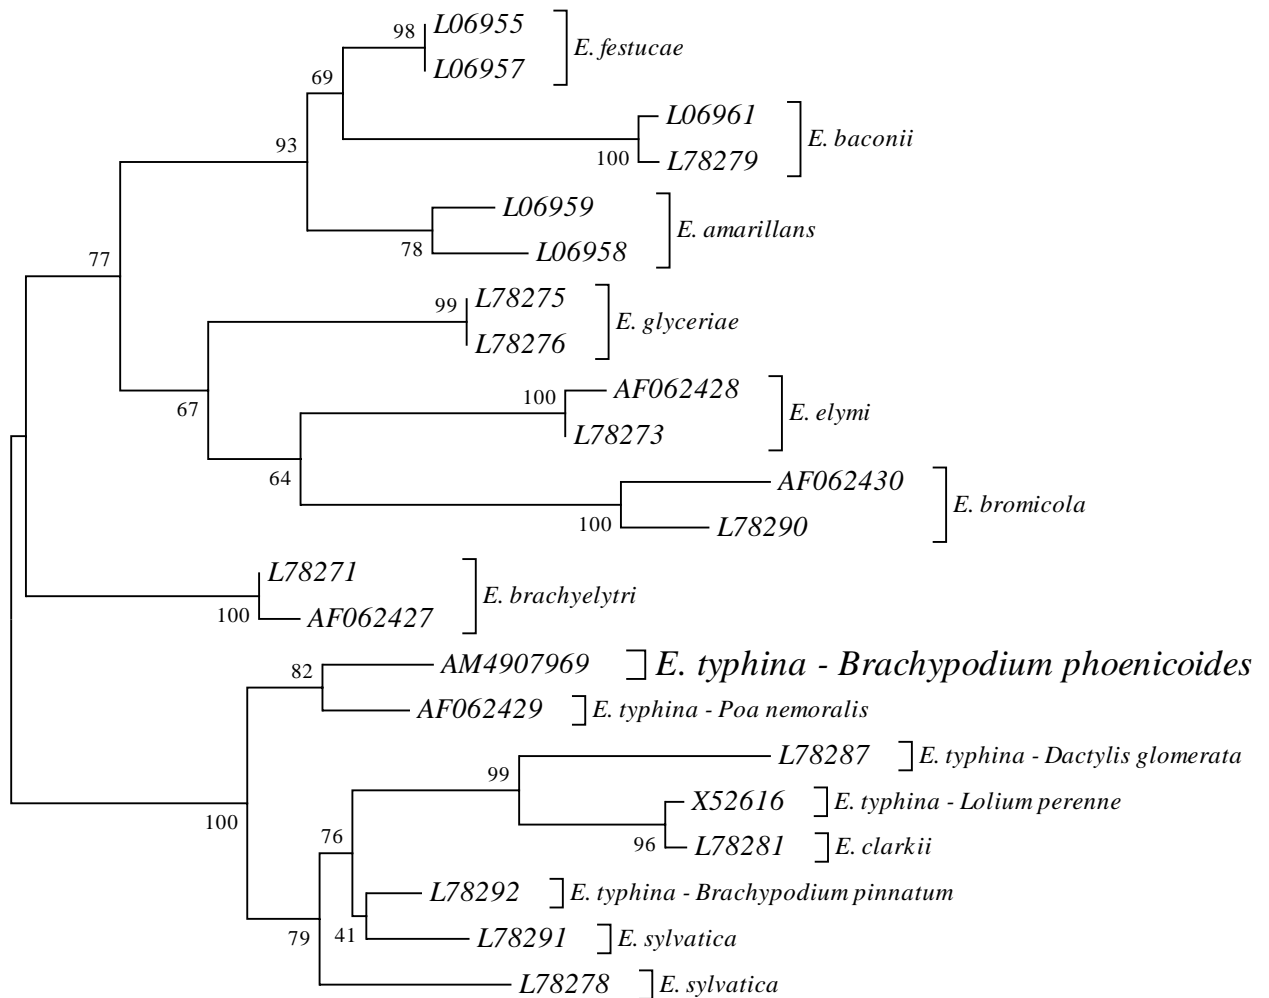 L06955
98
E. festucae
L06957
69
L06961
E. baconii
100
L78279
93
L06959
E. amarillans
78
L06958
77
L78275
99
E. glyceriae
L78276
67
AF062428
100
E. elymi
L78273
64
AF062430
E. bromicola
100
L78290
L78271
E. brachyelytri
100
AF062427
82
AM4907969
E. typhina - Brachypodium phoenicoides
AF062429
E. typhina - Poa nemoralis
L78287
E. typhina - Dactylis glomerata
99
X52616
E. typhina - Lolium perenne
100
76
96
L78281
E. clarkii
L78292
E. typhina - Brachypodium pinnatum
79
41
L78291
E. sylvatica
L78278
E. sylvatica